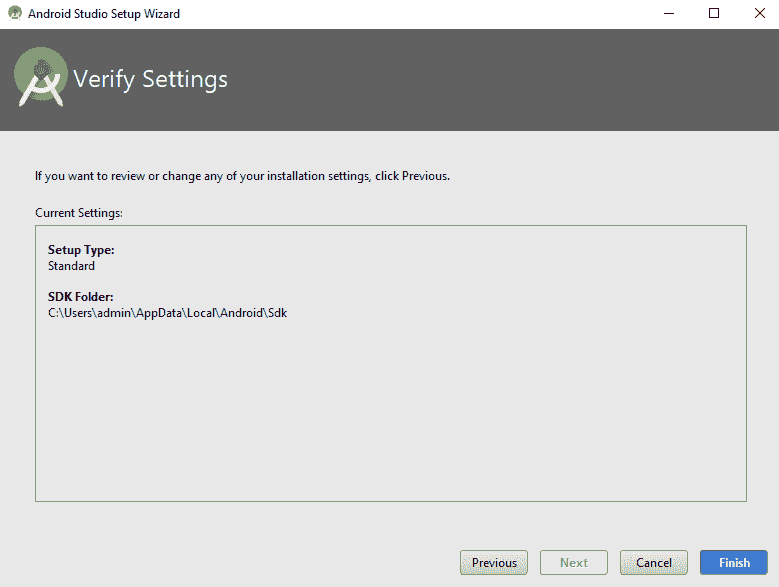 Android Studio Setup Wizard
Verify Settings
If you want to review or change any of your installation settings, click Previous.
Current Settings:
Setup Type:
Standard
SDK Folder:
C:\Users\admin\AppData\Local\Android\Sdk
Previous
Next
Cancel
Finish